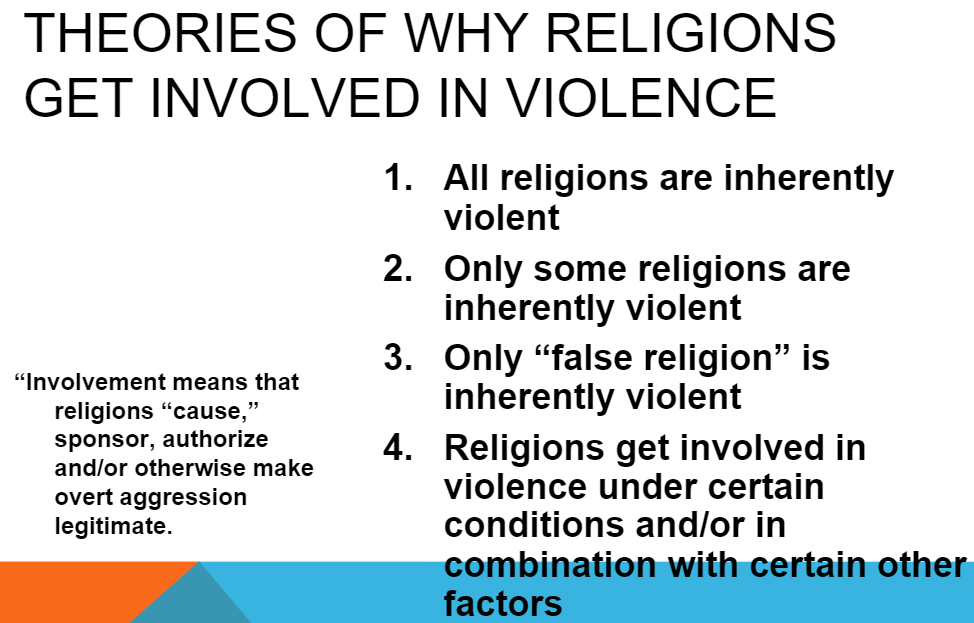 THEORIES OF WHY RELIGIONS
GET INVOLVED IN VIOLENCE
1. All religions are inherently
violent
2. Only some religions are
inherently violent
3. Only “false religion” is
inherently violent
4. Religions get involved in
violence under certain
conditions and/or in
combination with certain other
factors
“Involvement means that
religions “cause,”
sponsor, authorize
and/or otherwise make
overt aggression
legitimate.